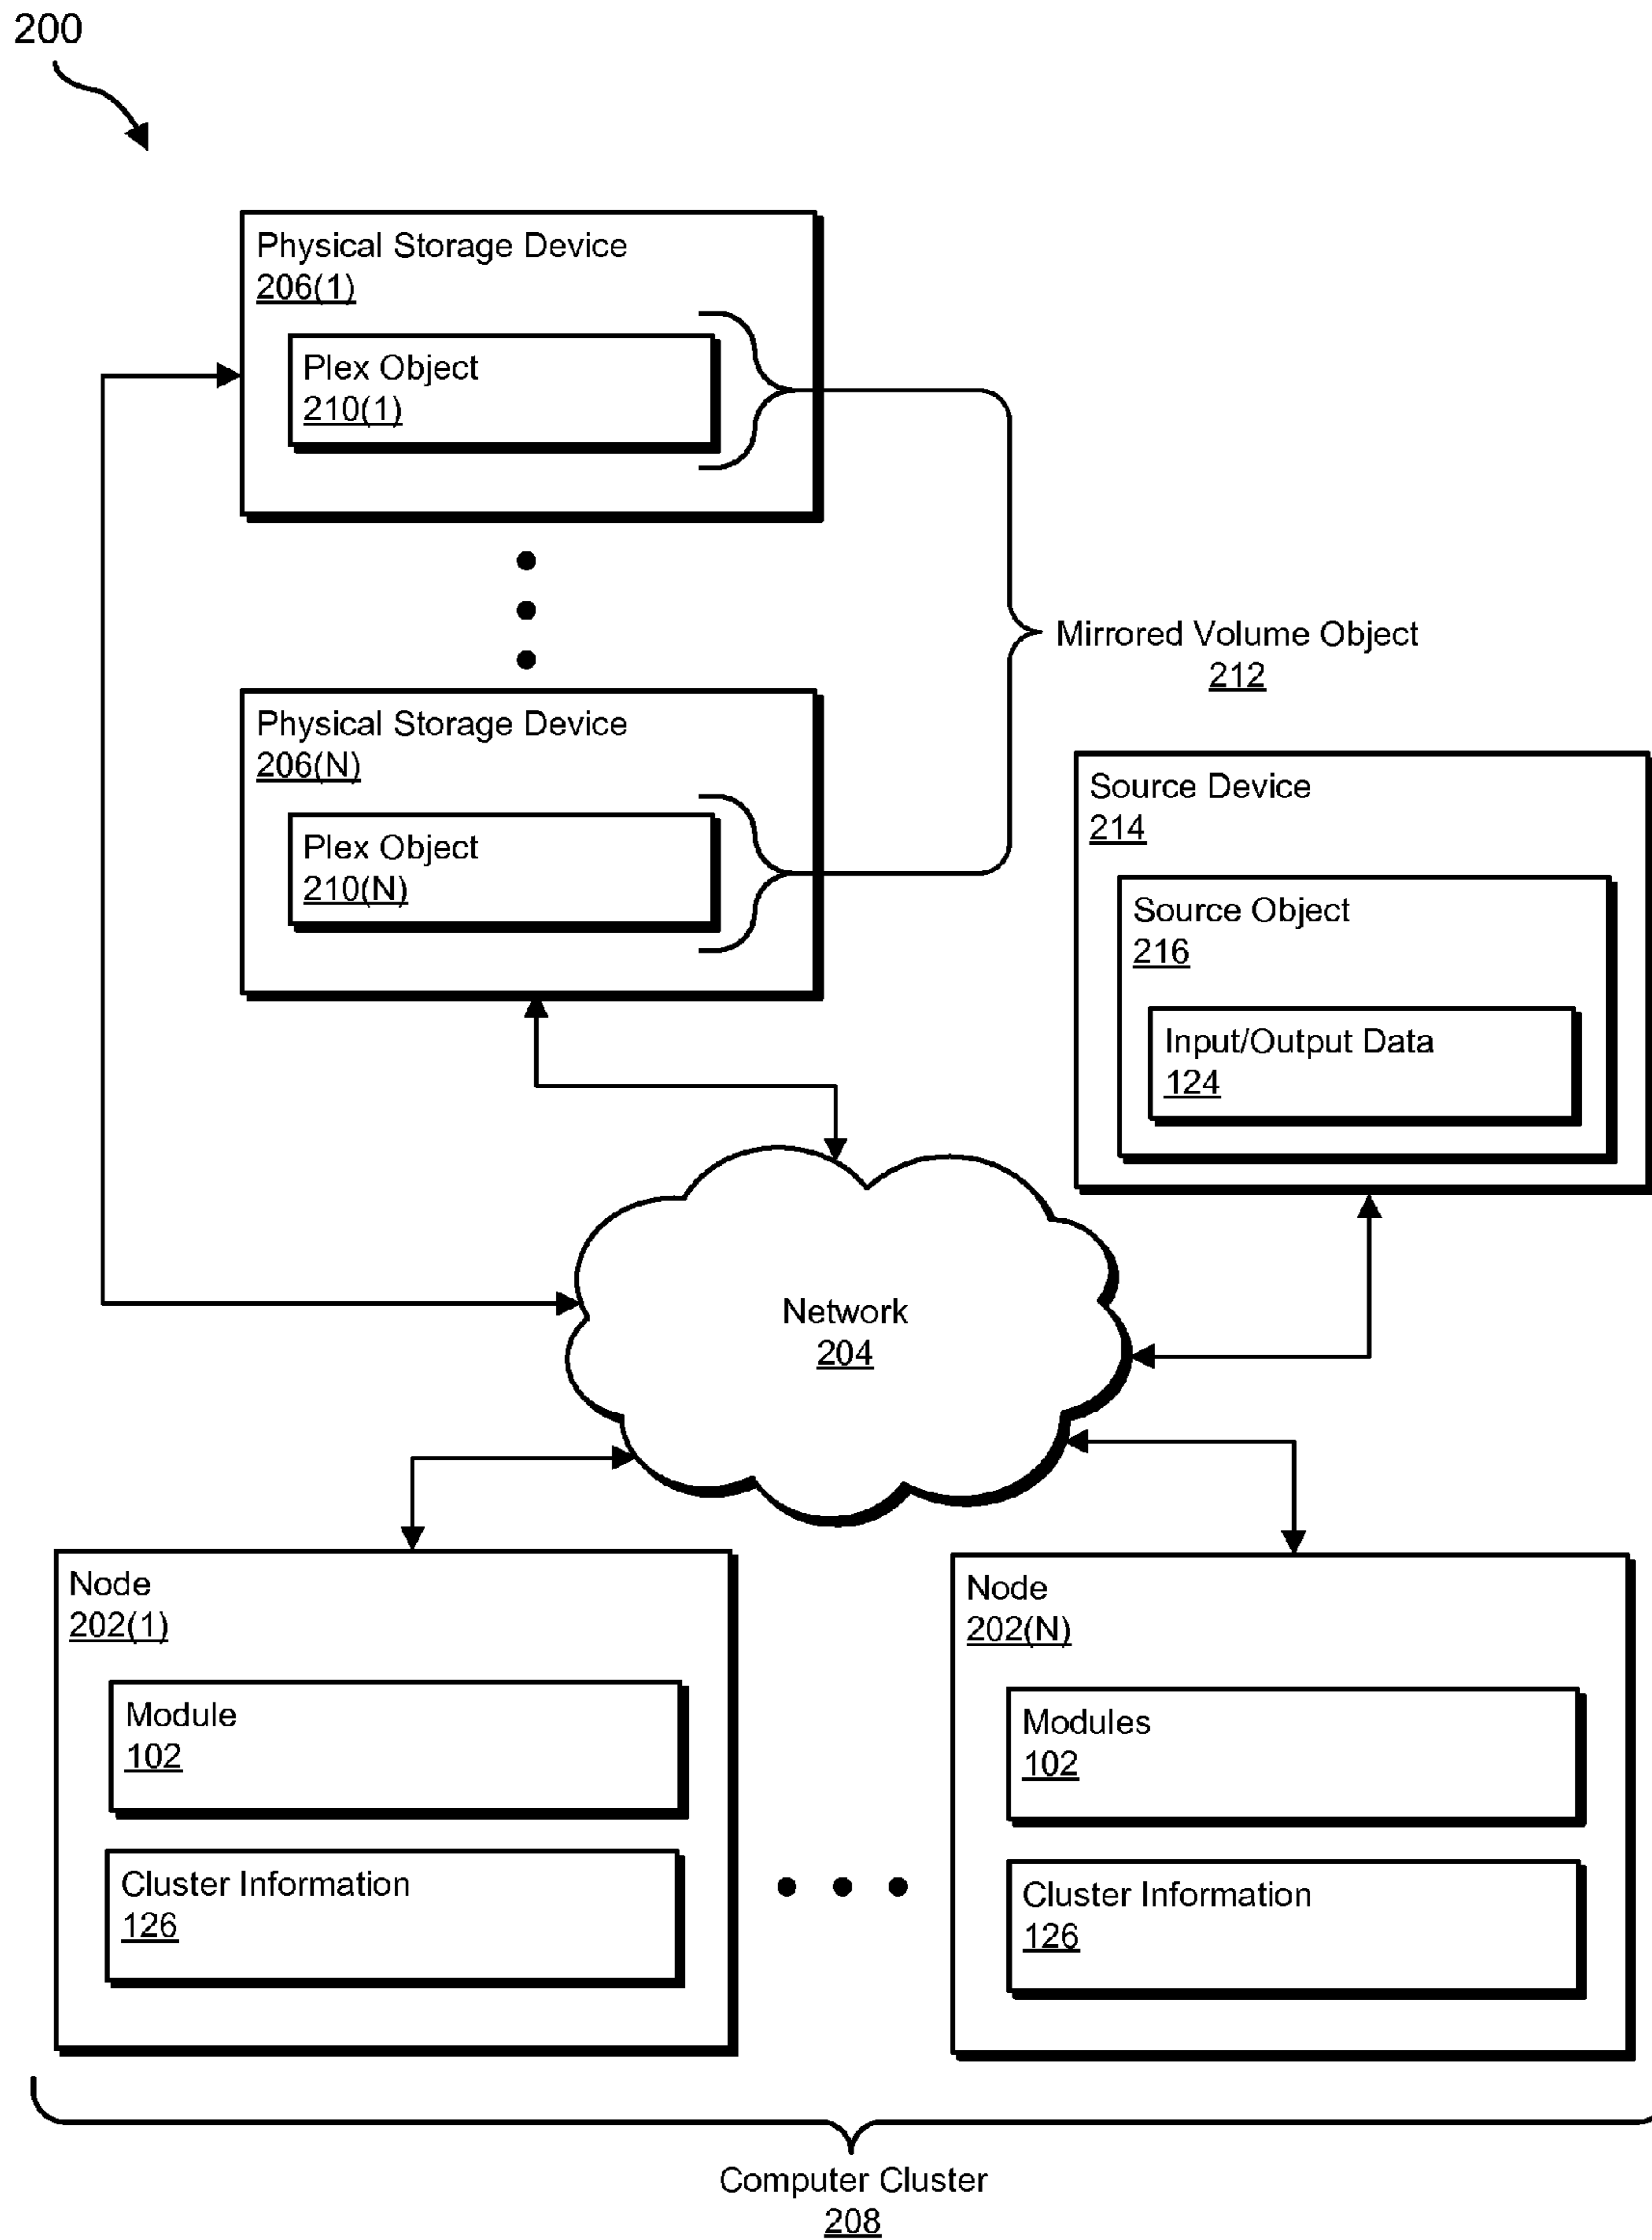 200
Physical Storage Device
206(1)
Plex Object
210(1)
Mirrored Volume Object
212
Physical Storage Device
206(N)
Plex Object
210(N)
Source Device
214
Source Object
216
Input/Output Data
124
Network
204
Node
202(1)
Module
102
Cluster Information
126
Node
202(N)
Modules
102
Cluster Information
126
Computer Cluster
208